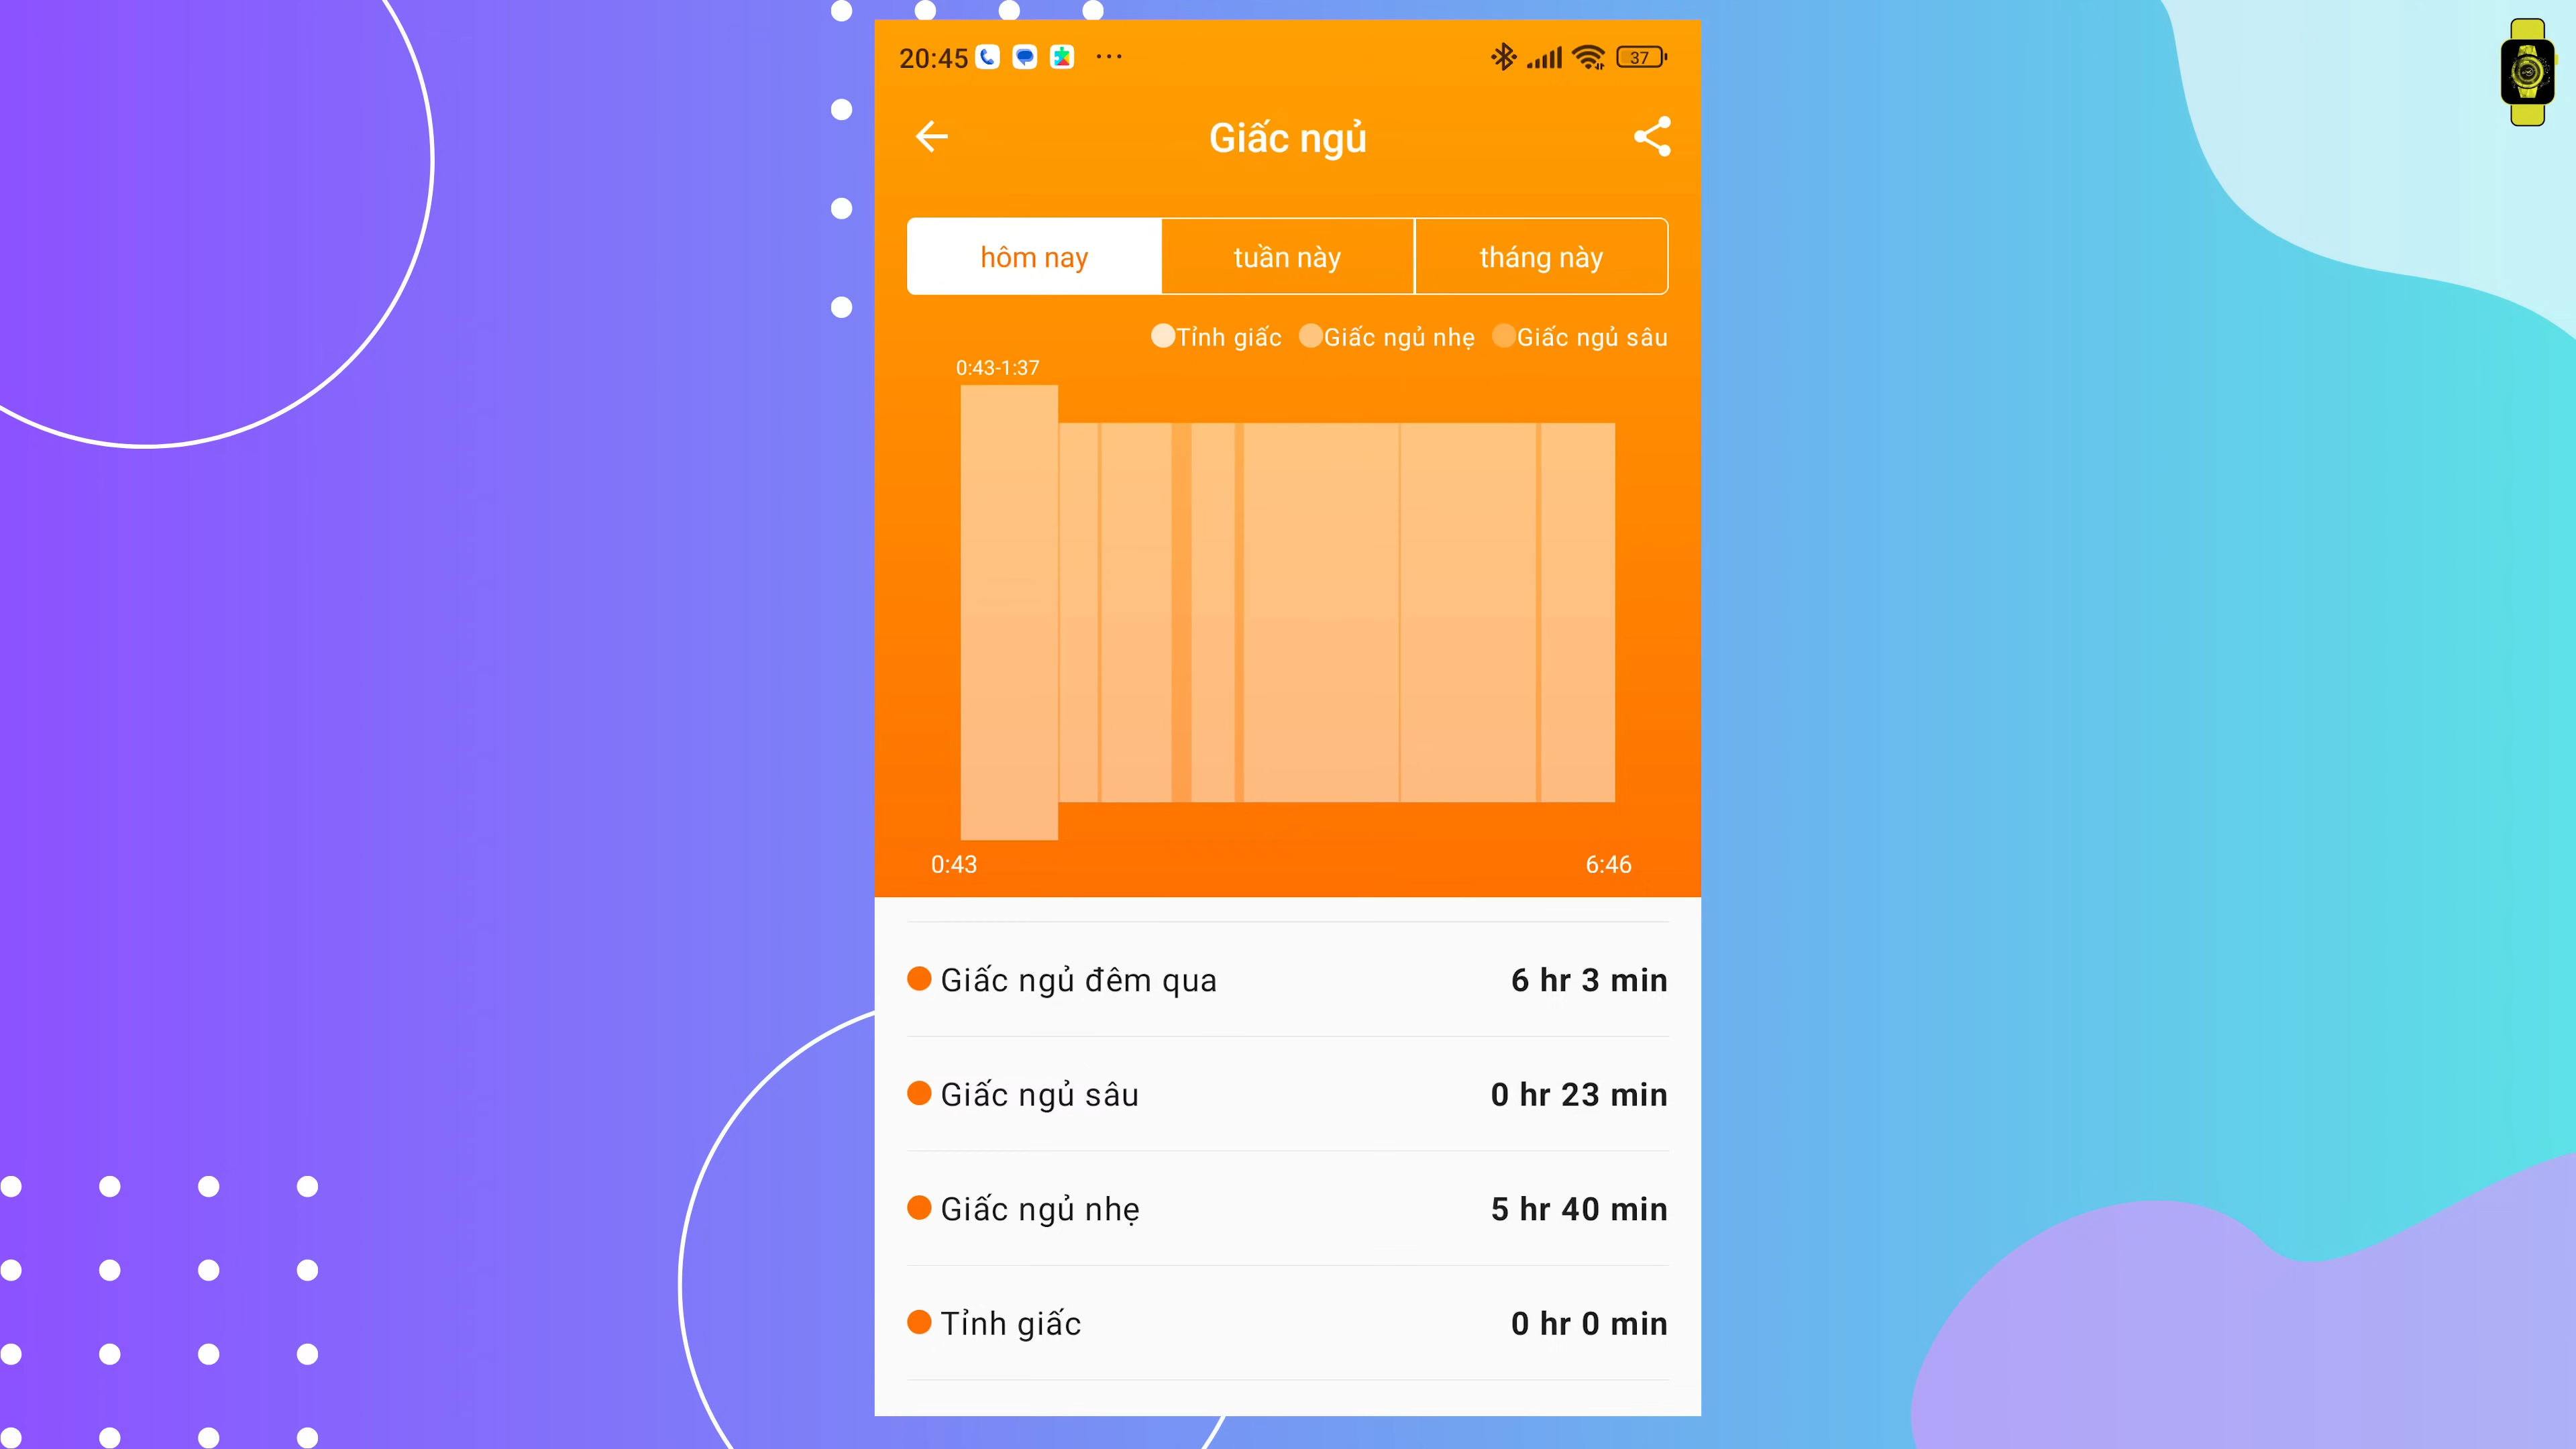 20:45 ··· 37
Giấc ngủ
hôm nay tuần này tháng này
Tỉnh giấc Giấc ngủ nhẹ Giấc ngủ sâu
0:43-1:37
0:43 6:46
Giấc ngủ đêm qua 6 hr 3 min
Giấc ngủ sâu 0 hr 23 min
Giấc ngủ nhẹ 5 hr 40 min
Tỉnh giấc 0 hr 0 min